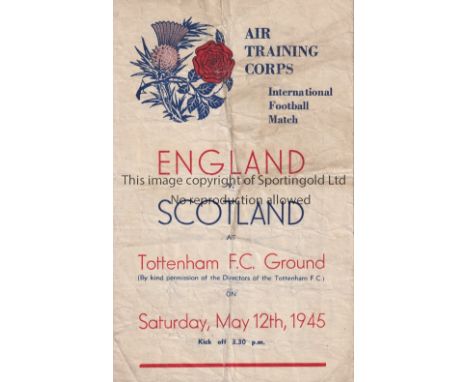 AIR
TRAINING
CORPS
International
Football
Match
ENGLAND
This image copyright of Sportingold Ltd
No reproduction allowed
SCOTLAND
AT
Tottenham F.C. Ground
(By kind permission of the Directors of the Tottenham F.C.)
ON
Saturday, May 12th, 1945
Kick off 3.30 p.m.